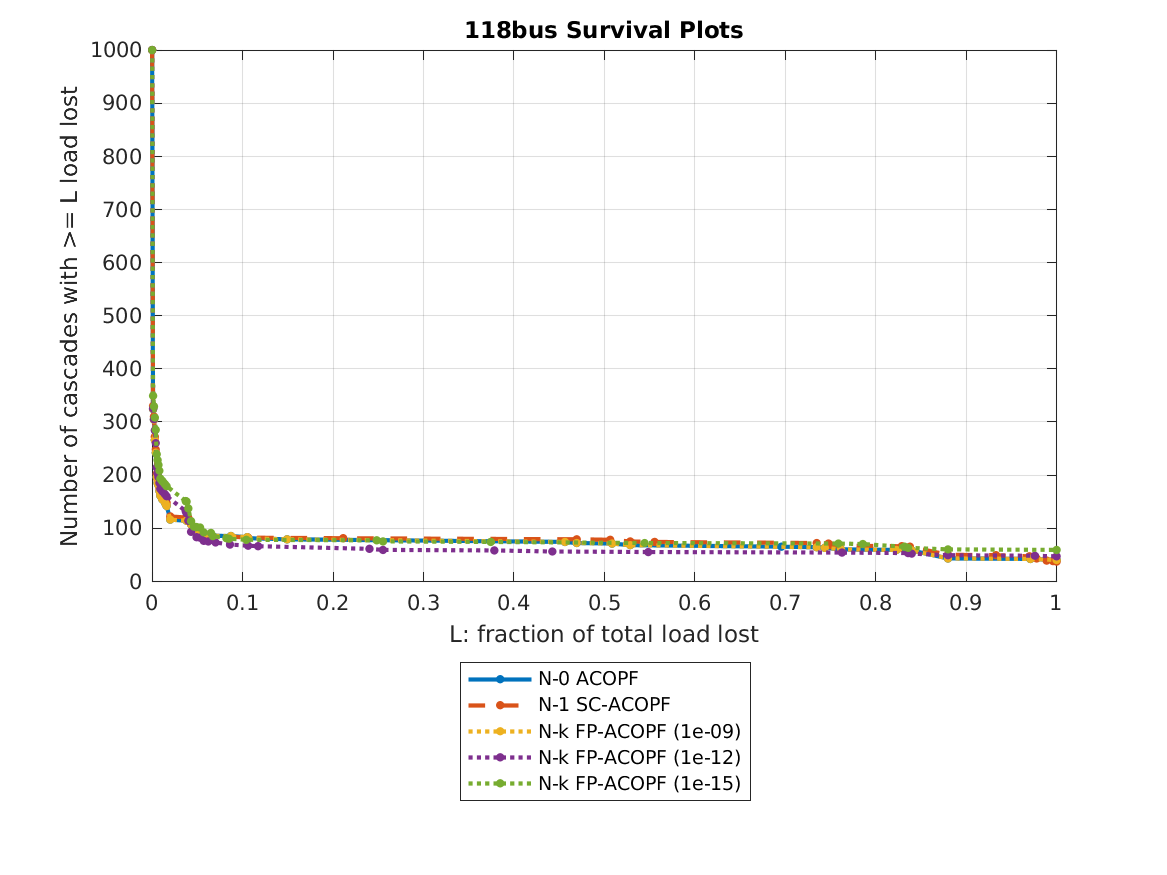 118bus Survival Plots
Number of cascades with >= L load lost
1000
900
800
700
600
500
400
300
200
100
0
0 0.1 0.2 0.3 0.4 0.5 0.6 0.7 0.8 0.9 1
L: fraction of total load lost
N-0 ACOPF
N-1 SC-ACOPF
N-k FP-ACOPF (1e-09)
N-k FP-ACOPF (1e-12)
N-k FP-ACOPF (1e-15)